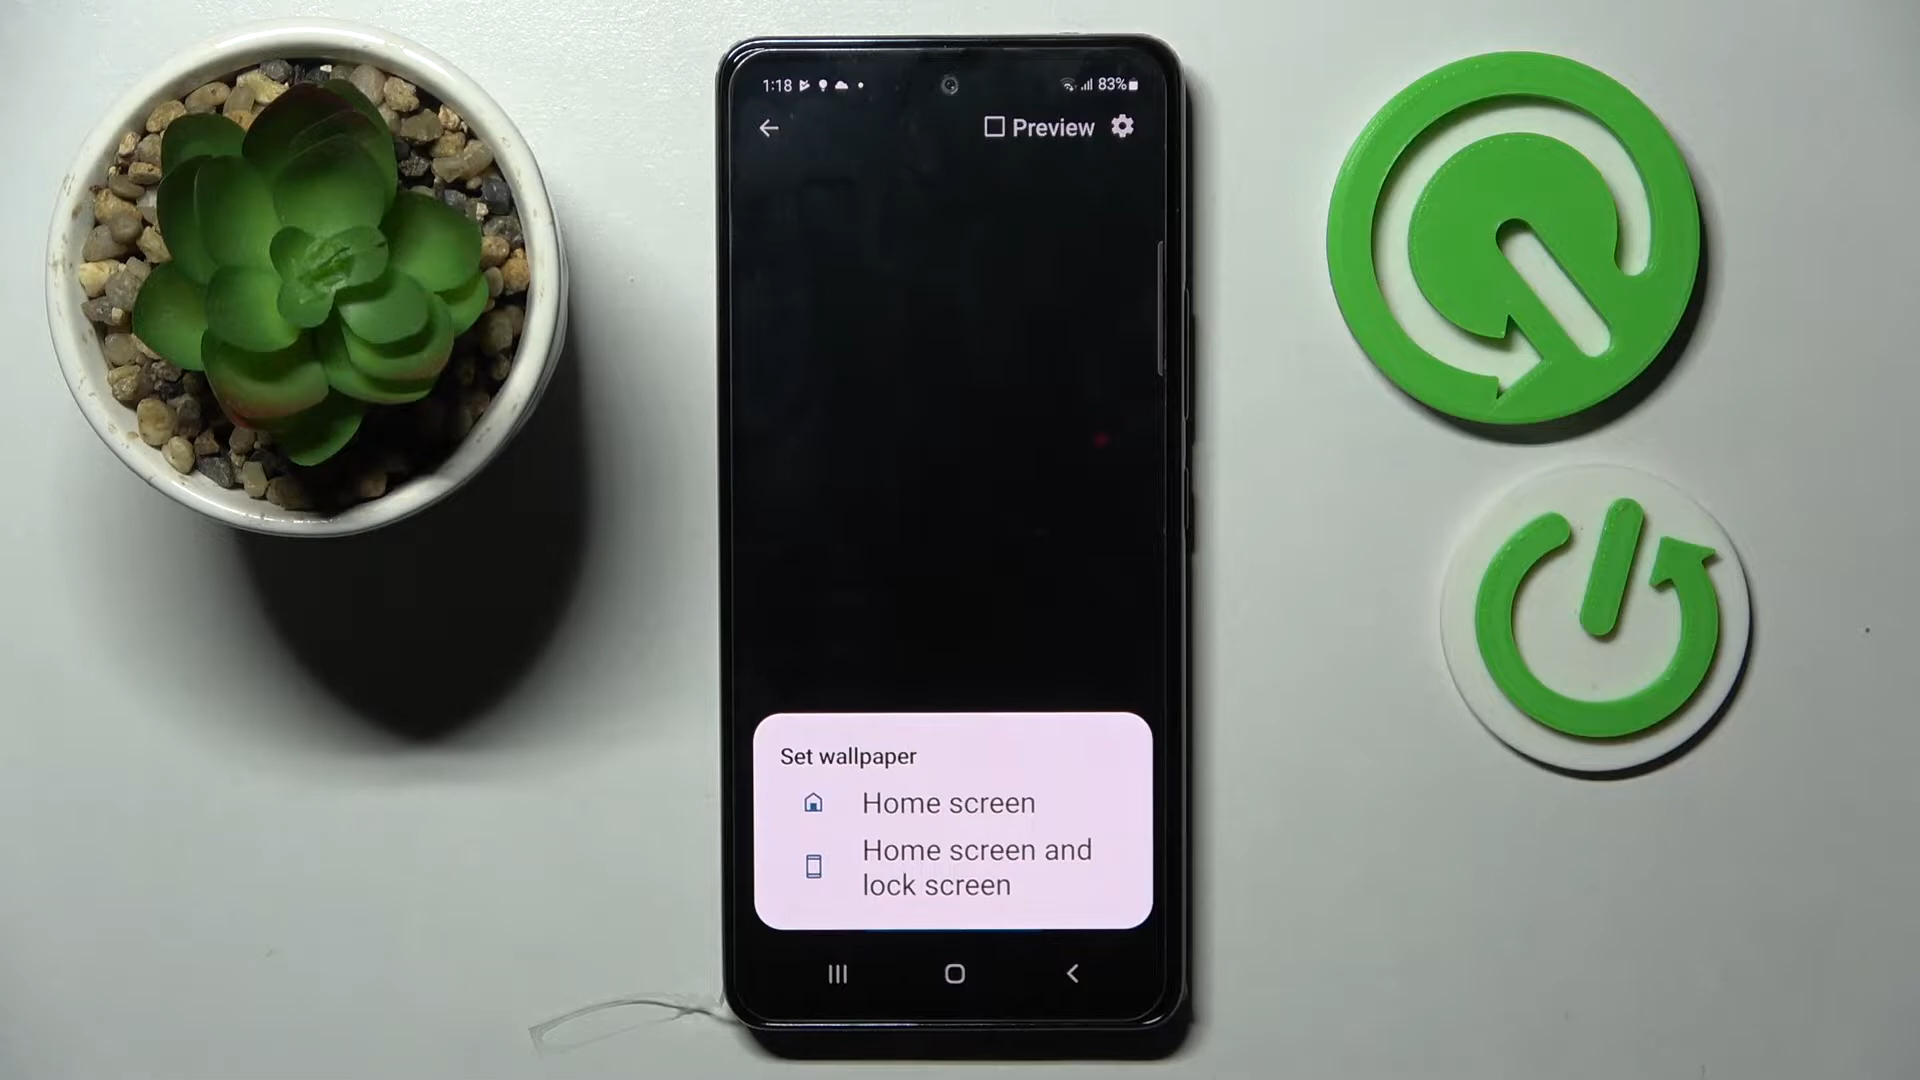 1:18 83%
Preview
Set wallpaper
Home screen
Home screen and
lock screen